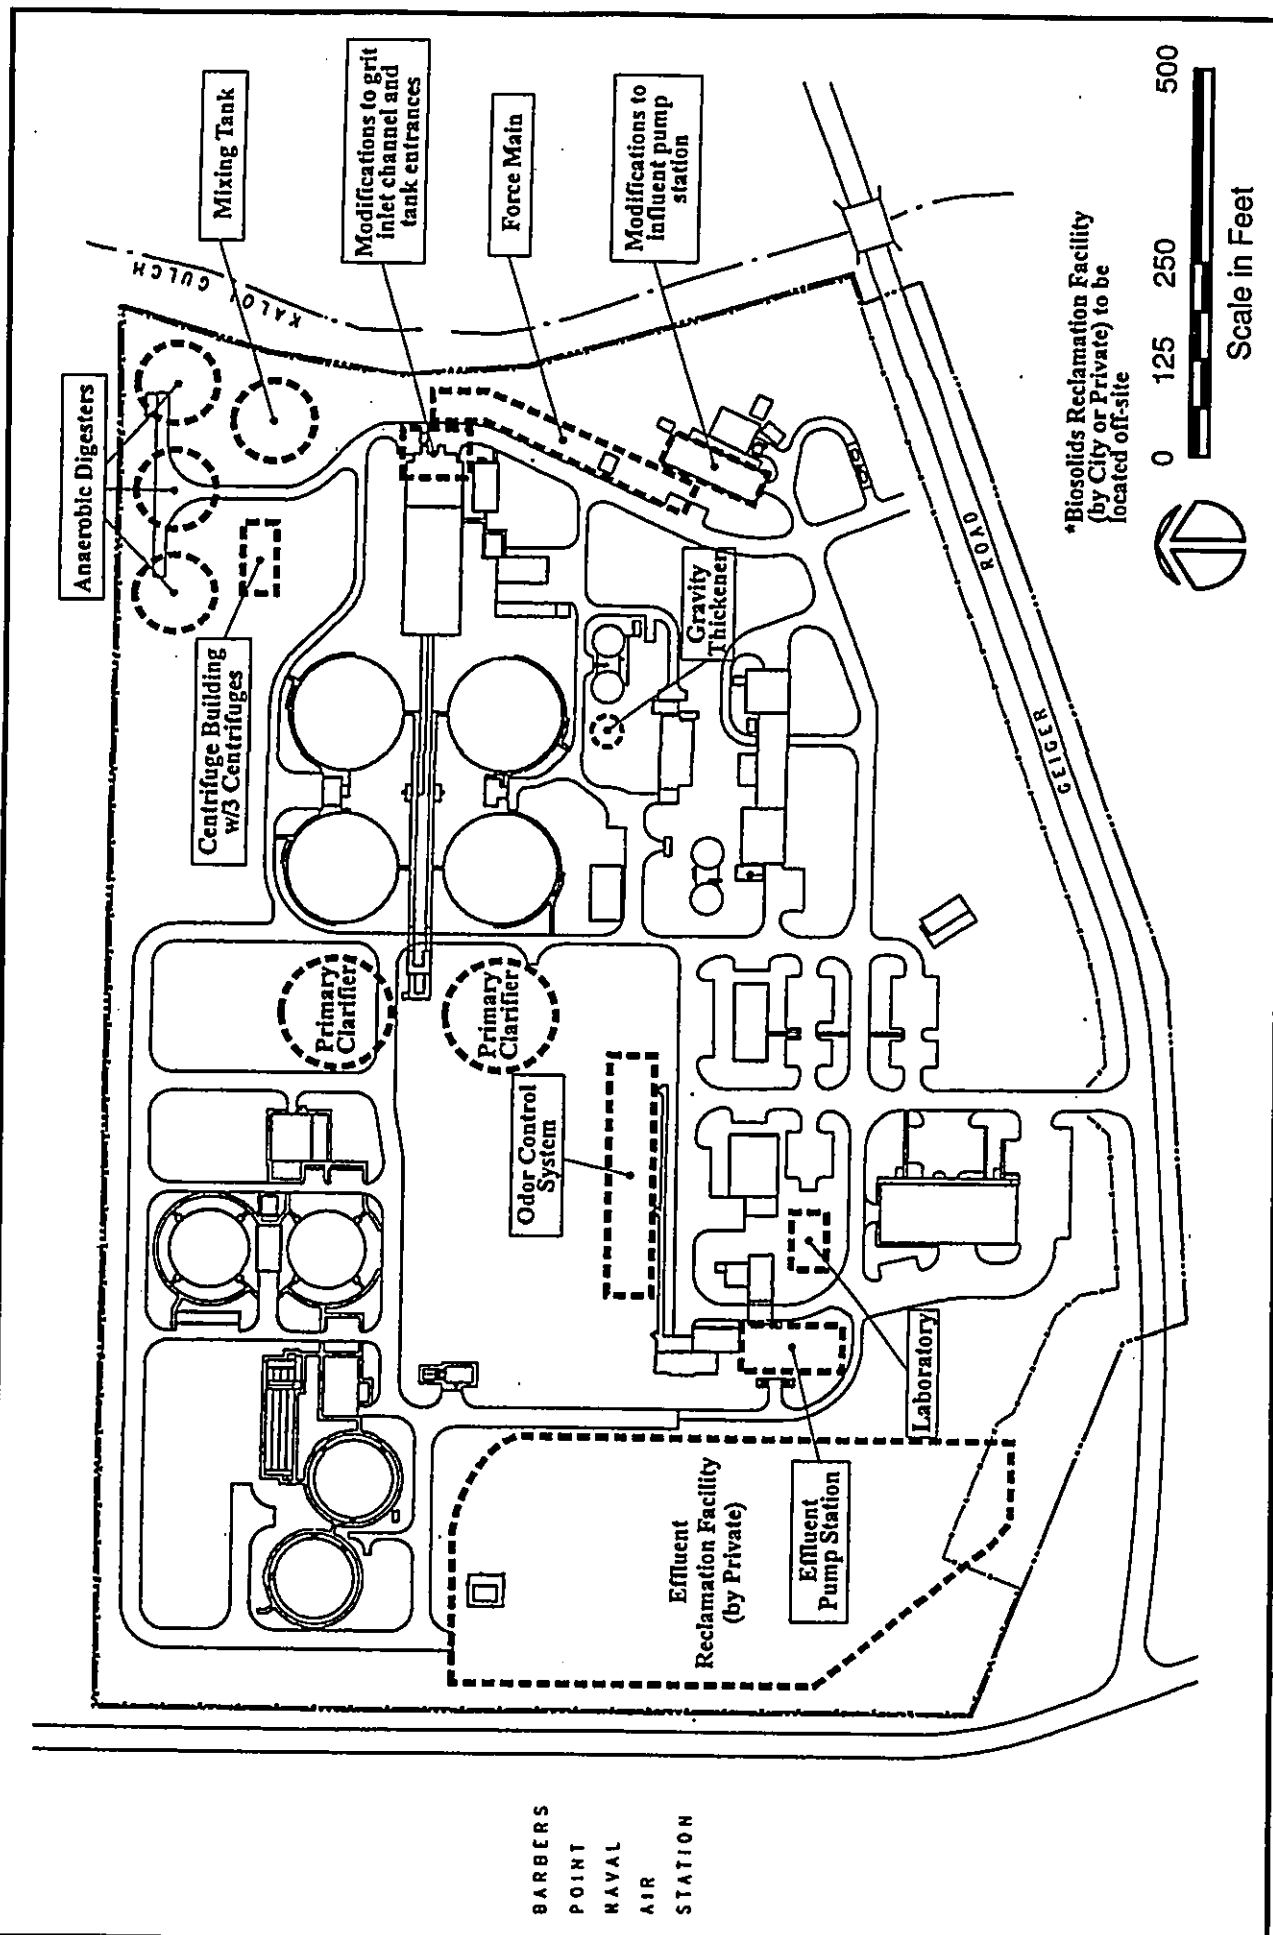 Anaerobic Digesters
Mixing Tank
KALOI GULCH
Modifications to grit
inlet channel and
tank entrances
Force Main
Modifications to
influent pump
station
Centrifuge Building
w/3 Centrifuges
Gravity
Thickener
Primary
Clarifier
Primary
Clarifier
Odor Control
System
Laboratory
Effluent
Pump Station
Effluent
Reclamation Facility
(by Private)
GEIGER ROAD
BARBERS
POINT
NAVAL
AIR
STATION
*Biosolids Reclamation Facility
(by City or Private) to be
located off-site
0 125 250 500
Scale in Feet